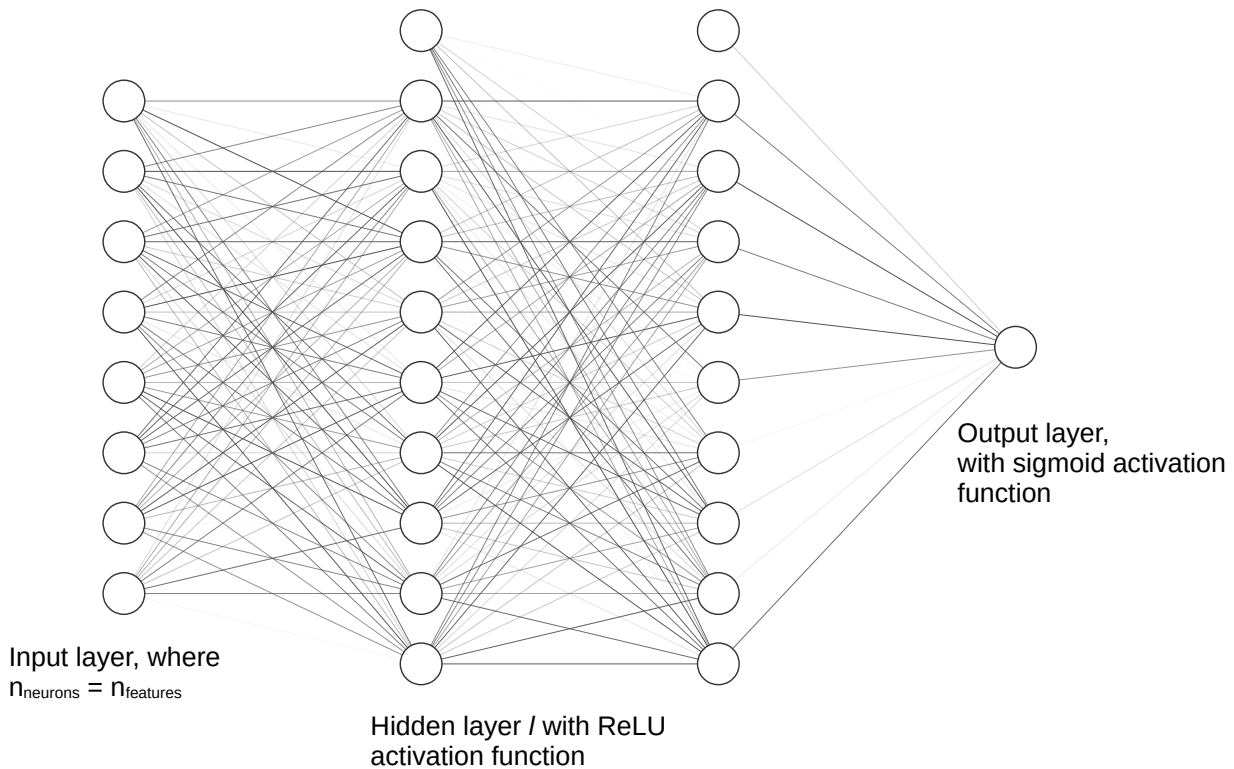 Output layer,
with sigmoid activation
function
Input layer, where
nneurons = nfeatures
Hidden layer l with ReLU
activation function